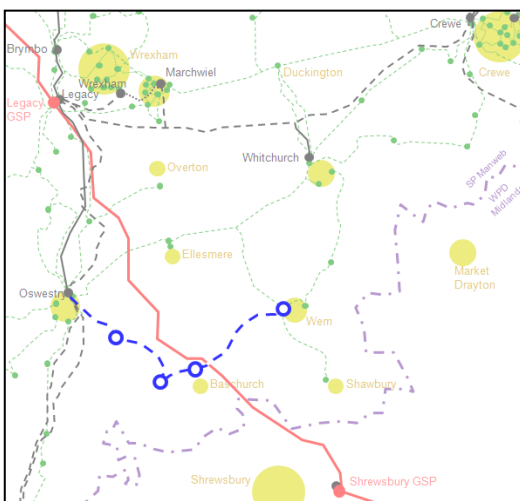 Crewe
Brymbo
Wrexham
Marchwiel
Duckington
Crewe
Wrexham
Legacy
Legacy
GSP
Whitchurch
SP Manweb
WPD
Midlands
Overton
Ellesmere
Market
Drayton
Oswestry
Wem
Baschurch
Shawbury
Shrewsbury
Shrewsbury GSP